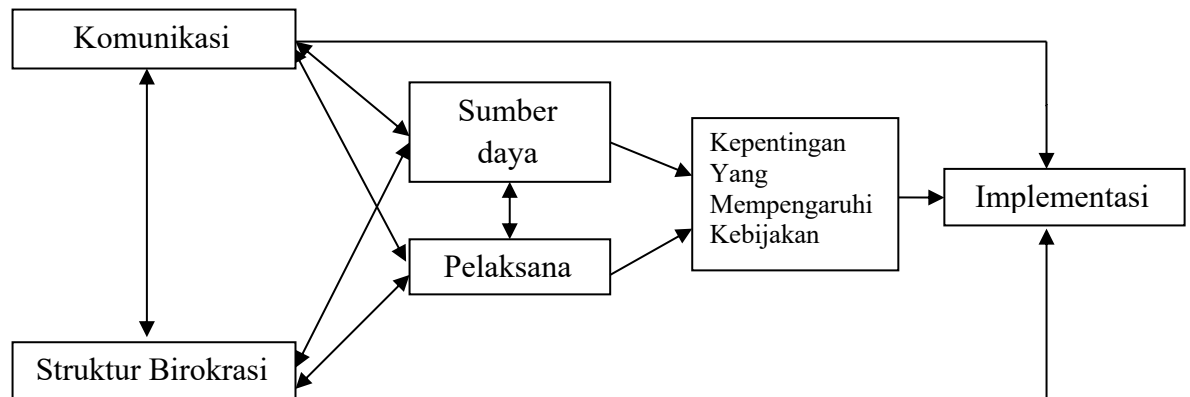 Komunikasi
Sumber
daya
Kepentingan
Yang
Mempengaruhi
Kebijakan
Implementasi
Pelaksana
Struktur Birokrasi